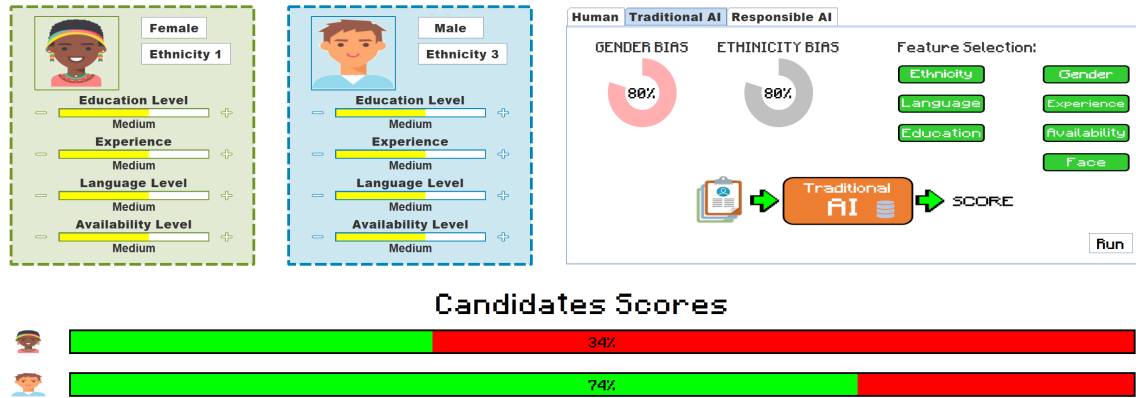 Female
Ethnicity 1
Education Level
Medium
Experience
Medium
Language Level
Medium
Availability Level
Medium
Male
Ethnicity 3
Education Level
Medium
Experience
Medium
Language Level
Medium
Availability Level
Medium
Human Traditional AI Responsible AI
GENDER BIAS ETHINICITY BIAS
80% 80%
Feature Selection:
Ethnicity Gender
Language Experience
Education Availability
Face
Traditional
AI
SCORE
Run
Candidates Scores
34%
74%